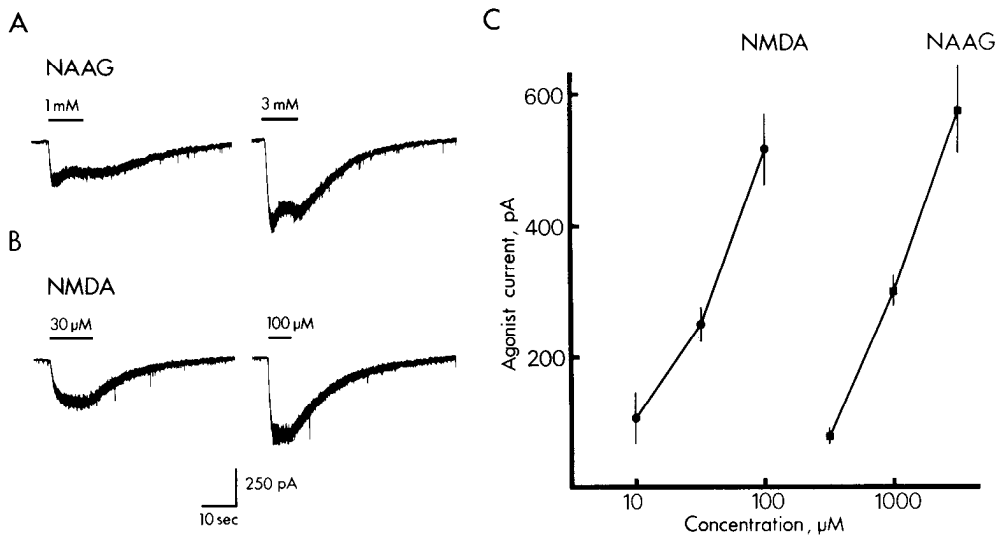 A
NAAG
1 mM
3 mM
B
NMDA
30 µM
100 µM
250 pA
10 sec
C
NMDA
NAAG
600
400
200
Agonist current, pA
10
100
1000
Concentration, µM